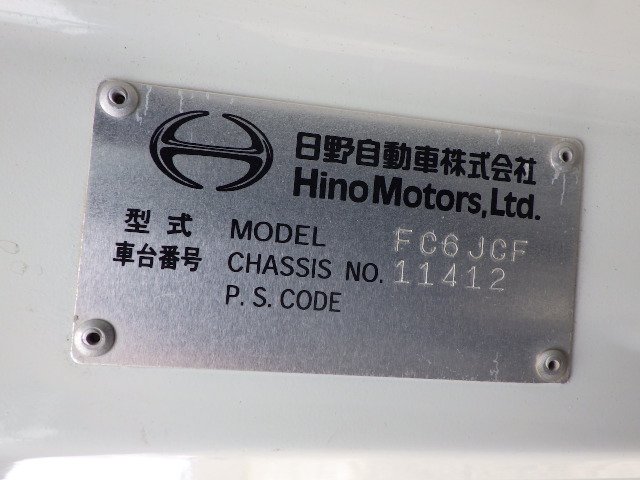 日野自動車株式会社
Hino Motors, Ltd.
型式 MODEL FC6JCF
車台番号 CHASSIS NO. 11412
P.S.CODE